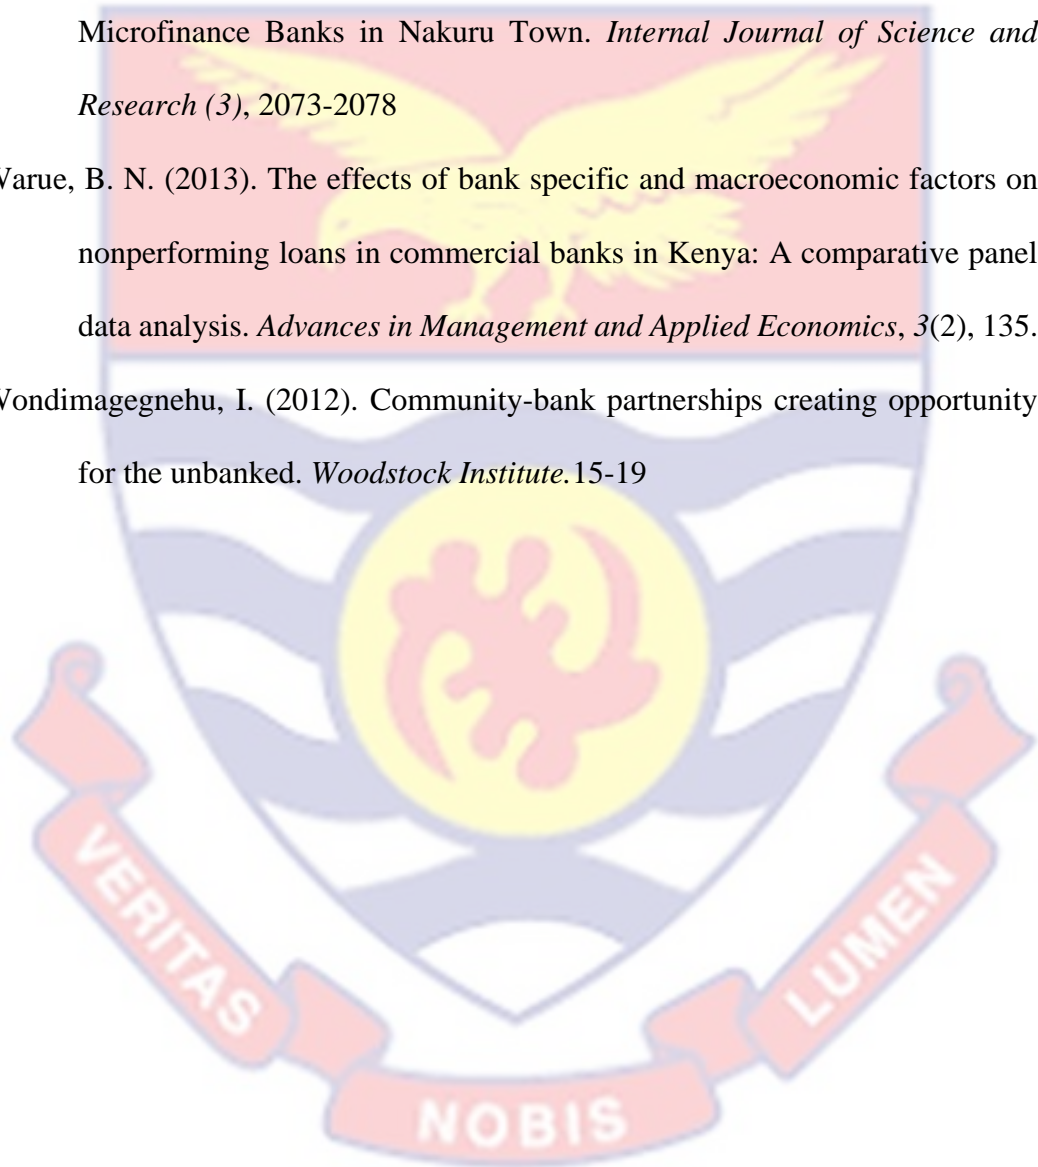 Microfinance Banks in Nakuru Town. Internal Journal of Science and
Research (3), 2073-2078
Warue, B. N. (2013). The effects of bank specific and macroeconomic factors on
nonperforming loans in commercial banks in Kenya: A comparative panel
data analysis. Advances in Management and Applied Economics, 3(2), 135.
Wondimagegnehu, I. (2012). Community-bank partnerships creating opportunity
for the unbanked. Woodstock Institute.15-19
VERITAS
NOBIS
LUMEN